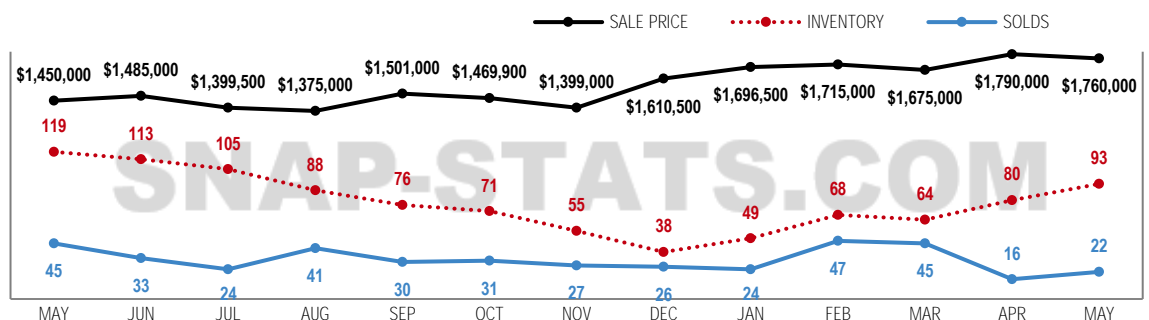 SALE PRICE INVENTORY SOLDS
$1,450,000 $1,485,000 $1,399,500 $1,375,000 $1,501,000 $1,469,900 $1,399,000 $1,610,500 $1,696,500 $1,715,000 $1,675,000 $1,790,000 $1,760,000
119 113 105 88 76 71 55 38 49 68 64 80 93
SNAP-STATS.COM
45 33 24 41 30 31 27 26 24 47 45 16 22
MAY JUN JUL AUG SEP OCT NOV DEC JAN FEB MAR APR MAY